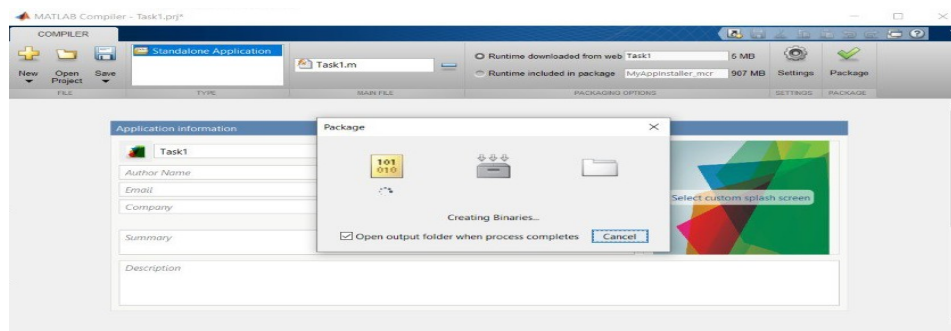 MATLAB Compiler - Task1.prj*
COMPILER
New
Open Project
Save
FILE
Standalone Application
TYPE
Task1.m
MAIN FILE
Runtime downloaded from web Task1 6 MB
Runtime included in package MyAppInstaller_mcr 907 MB
PACKAGING OPTIONS
Settings
SETTINGS
Package
PACKAGE
Application information
Task1
Author Name
Email
Company
Summary
Description
Select custom splash screen
Package
101
010
Creating Binaries...
Open output folder when process completes
Cancel